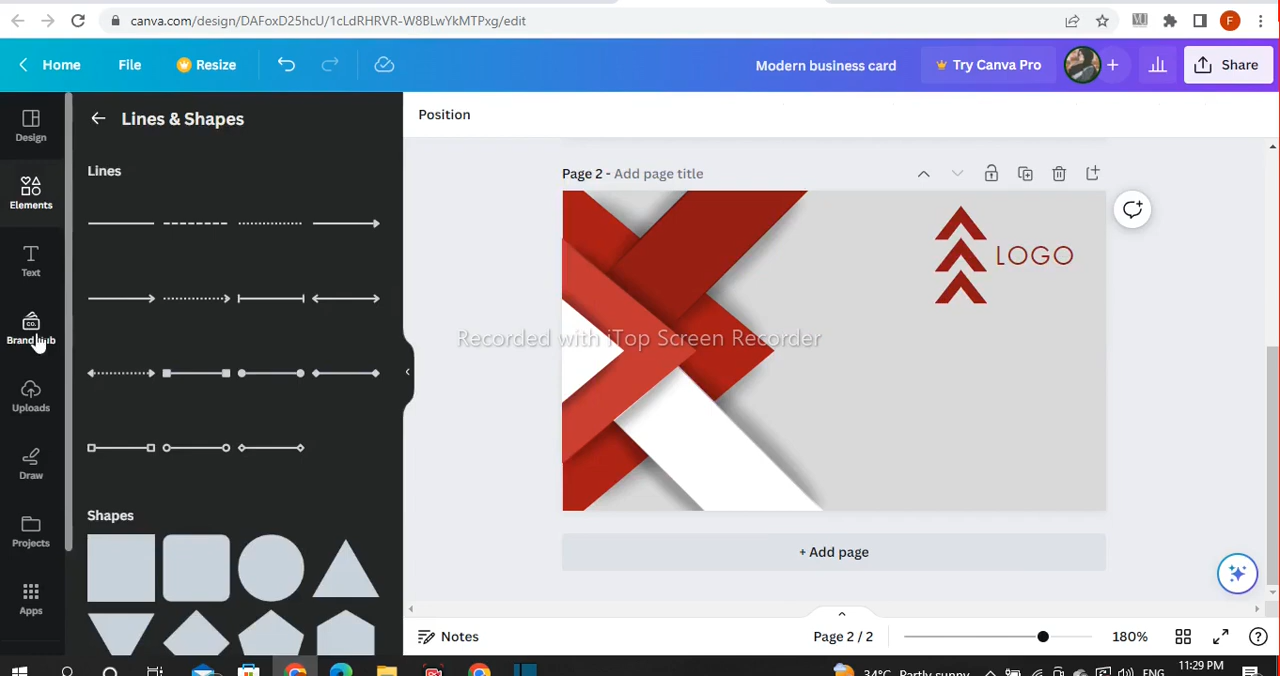 canva.com/design/DAFoxD25hcU/1cLdRHRVR-W8BLwYkMTPxg/edit
F
Home
File
Resize
Modern business card
Try Canva Pro
Share
Design
Lines & Shapes
Position
Lines
Page 2 - Add page title
Elements
LOGO
Text
CO.
Brand Hub
Recorded with iTop Screen Recorder
Uploads
Draw
Shapes
Projects
+ Add page
Apps
Notes
Page 2 / 2
180%
34°C Partly sunny
ENG
11:29 PM